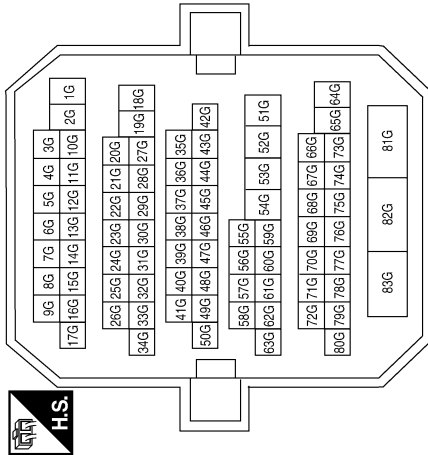 H.S.
9G 8G 7G 6G 5G 4G 3G
17G 16G 15G 14G 13G 12G 11G 10G 2G 1G
26G 25G 24G 23G 22G 21G 20G
34G 33G 32G 31G 30G 29G 28G 27G 19G 18G
41G 40G 39G 38G 37G 36G 35G
50G 49G 48G 47G 46G 45G 44G 43G 42G
58G 57G 56G 55G
63G 62G 61G 60G 59G 54G 53G 52G 51G
72G 71G 70G 69G 68G 67G 66G
80G 79G 78G 77G 76G 75G 74G 73G 65G 64G
83G 82G 81G